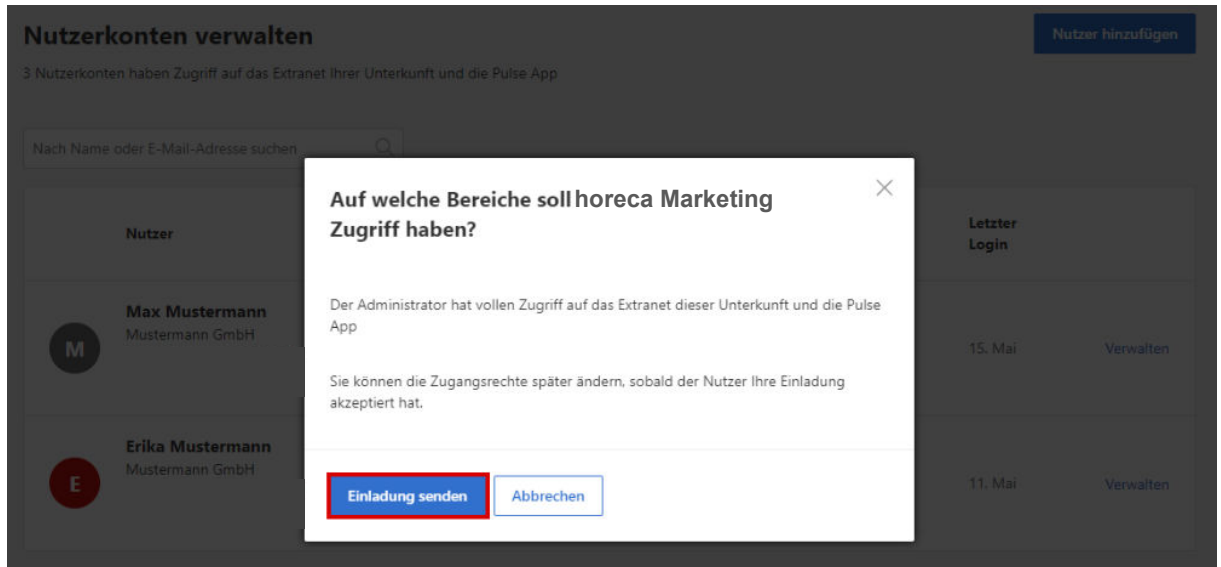 Nutzerkonten verwalten
Nutzer hinzufügen
3 Nutzerkonten haben Zugriff auf das Extranet Ihrer Unterkunft und die Pulse App
Nach Name oder E-Mail-Adresse suchen
Auf welche Bereiche soll horeca Marketing
Zugriff haben?
Nutzer
Letzter
Login
Der Administrator hat vollen Zugriff auf das Extranet dieser Unterkunft und die Pulse
App
Max Mustermann
Mustermann GmbH
M
15. Mai
Verwalten
Sie können die Zugangsrechte später ändern, sobald der Nutzer Ihre Einladung
akzeptiert hat.
Erika Mustermann
Mustermann GmbH
E
11. Mai
Verwalten
Einladung senden
Abbrechen